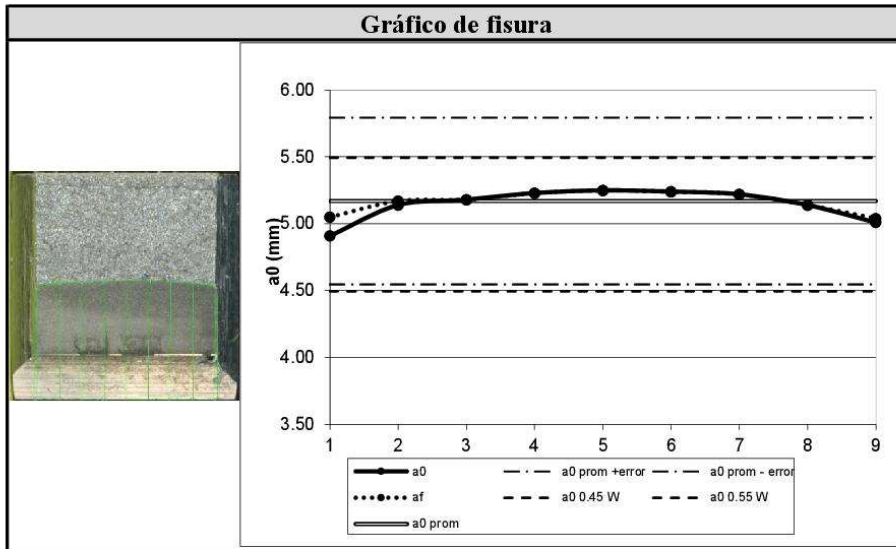 Gráfico de fisura
a0 (mm)
6.00
5.50
5.00
4.50
4.00
3.50
1 2 3 4 5 6 7 8 9
a0 a0 prom +error a0 prom - error
af a0 0.45 W a0 0.55 W
a0 prom